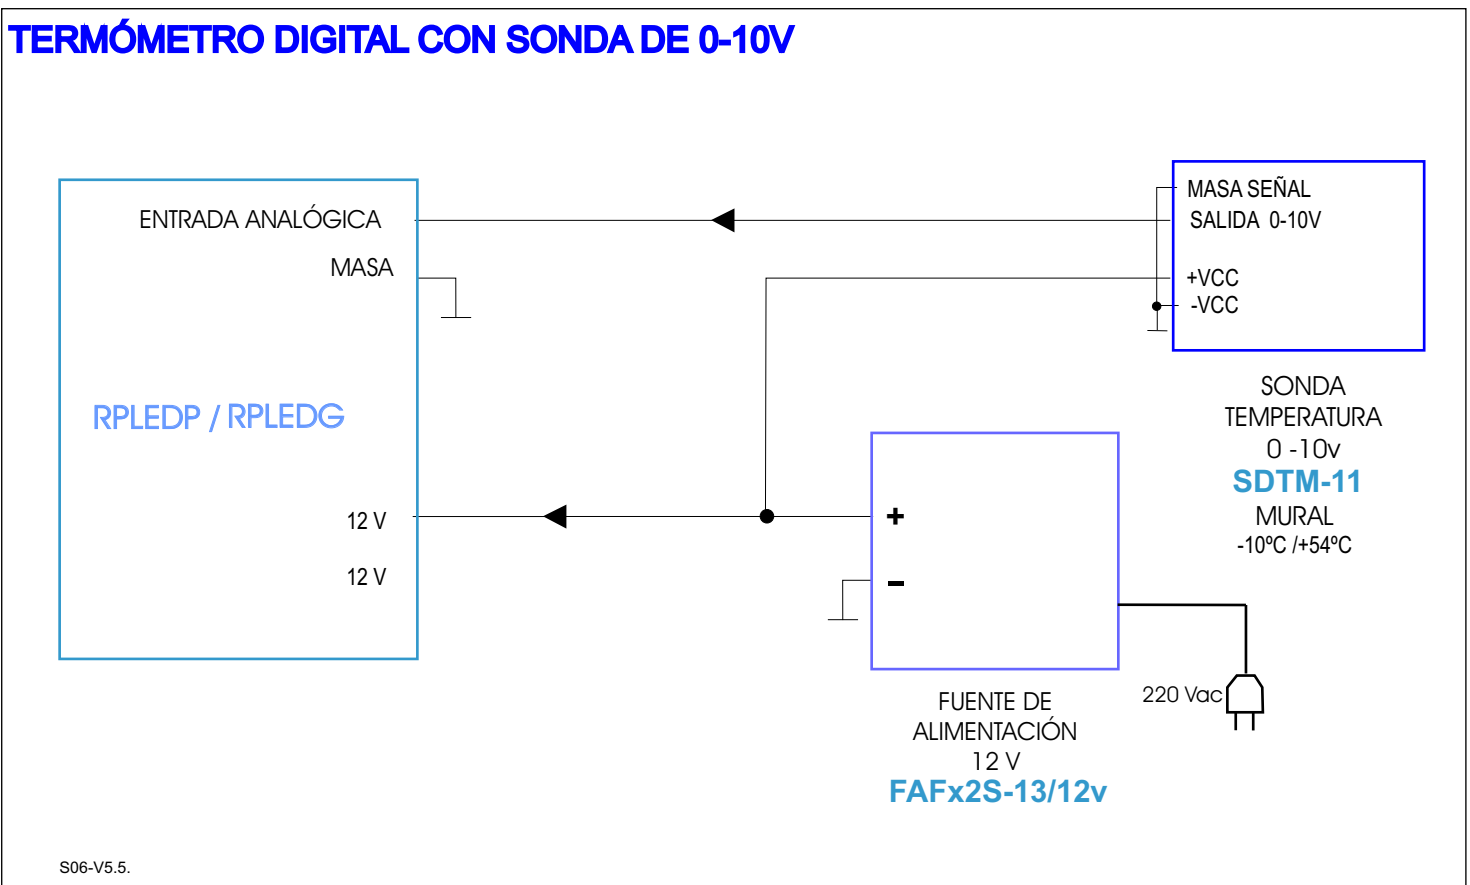 TERMÓMETRO DIGITAL CON SONDA DE 0-10V
ENTRADA ANALÓGICA
MASA
RPLEDP / RPLEDG
12 V
12 V
MASA SEÑAL
SALIDA 0-10V
+VCC
-VCC
SONDA
TEMPERATURA
0 -10v
SDTM-11
MURAL
-10ºC /+54ºC
+
-
FUENTE DE
ALIMENTACIÓN
12 V
FAFx2S-13/12v
220 Vac
S06-V5.5.